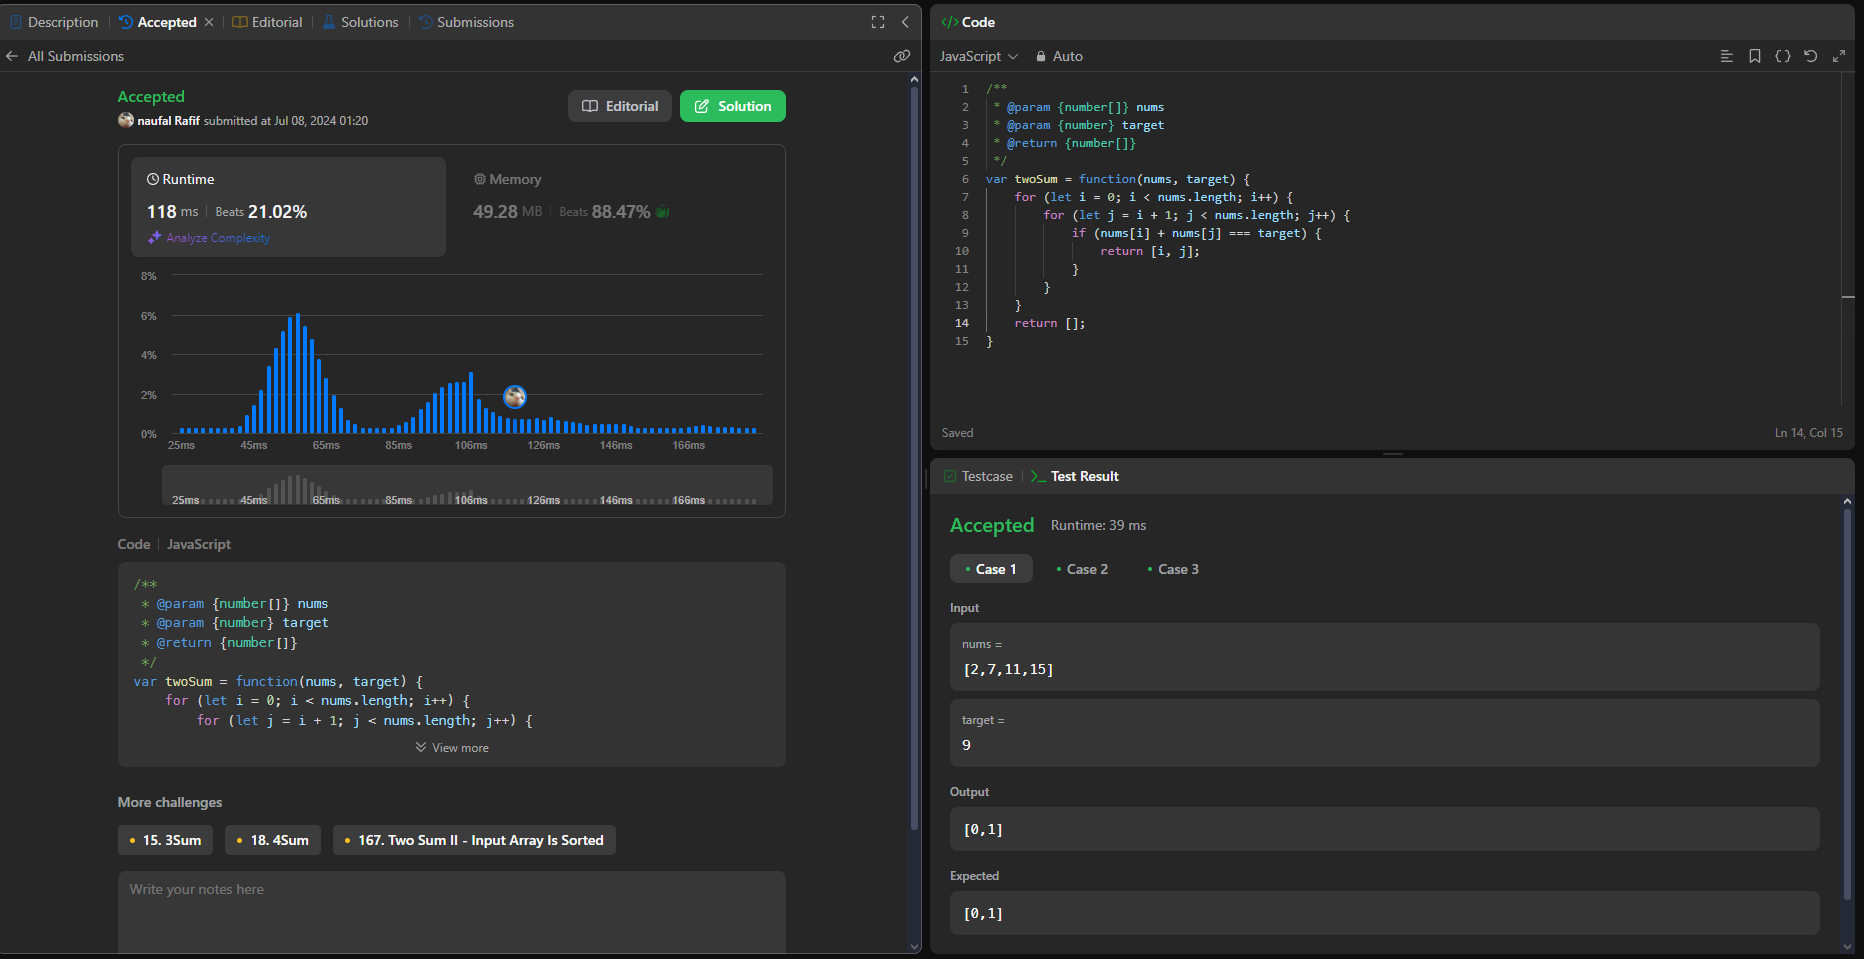 Description
Accepted
Editorial
Solutions
Submissions
All Submissions
Accepted
naufal Rafif submitted at Jul 08, 2024 01:20
Editorial
Solution
Runtime
118 ms | Beats 21.02%
Analyze Complexity
Memory
49.28 MB | Beats 88.47%
8%
6%
4%
2%
0%
25ms 45ms 65ms 85ms 106ms 126ms 146ms 166ms
25ms 45ms 65ms 85ms 106ms 126ms 146ms 166ms
Code | JavaScript
/**
 * @param {number[]} nums
 * @param {number} target
 * @return {number[]}
 */
var twoSum = function(nums, target) {
    for (let i = 0; i < nums.length; i++) {
        for (let j = i + 1; j < nums.length; j++) {
View more
More challenges
15. 3Sum
18. 4Sum
167. Two Sum II - Input Array Is Sorted
Write your notes here
</> Code
JavaScript
Auto
1 /**
2  * @param {number[]} nums
3  * @param {number} target
4  * @return {number[]}
5  */
6 var twoSum = function(nums, target) {
7     for (let i = 0; i < nums.length; i++) {
8         for (let j = i + 1; j < nums.length; j++) {
9             if (nums[i] + nums[j] === target) {
10                 return [i, j];
11             }
12         }
13     }
14     return [];
15 }
Saved
Ln 14, Col 15
Testcase
Test Result
Accepted Runtime: 39 ms
Case 1
Case 2
Case 3
Input
nums =
[2,7,11,15]
target =
9
Output
[0,1]
Expected
[0,1]